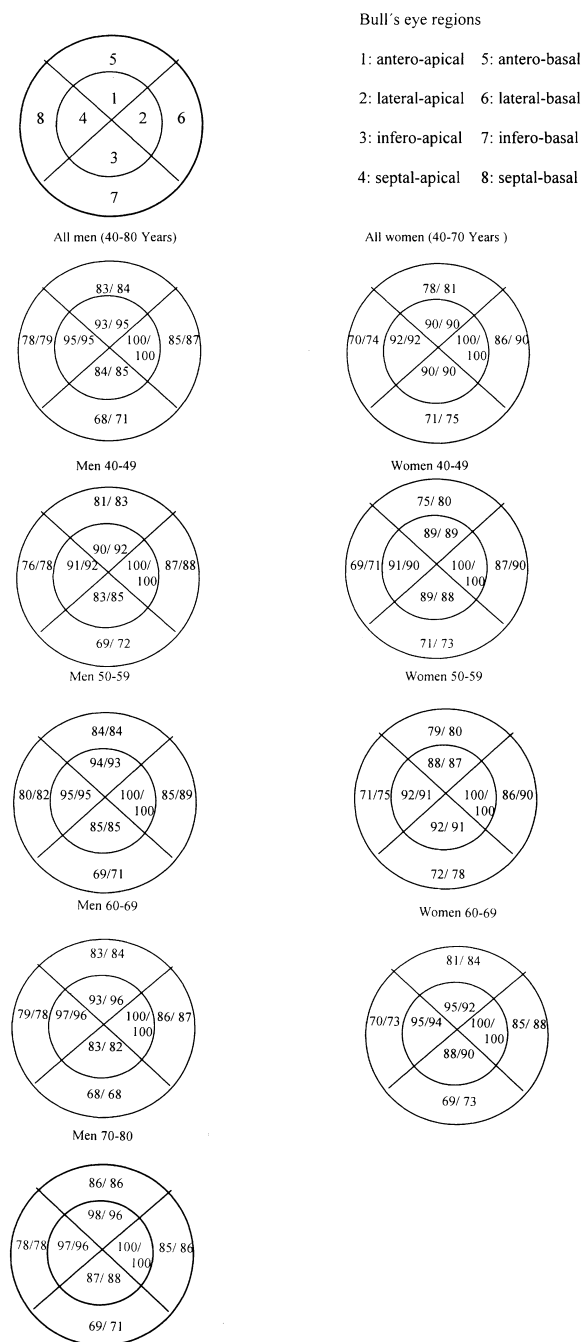 Bull´s eye regions
1: antero-apical 5: antero-basal
2: lateral-apical 6: lateral-basal
3: infero-apical 7: infero-basal
4: septal-apical 8: septal-basal
5
1
8 4 2 6
3
7
All men (40-80 Years)
83/ 84
93/ 95
78/79 95/95 100/ 85/87
100
84/ 85
68/ 71
All women (40-70 Years )
78/ 81
90/ 90
70/74 92/92 100/ 86/ 90
100
90/ 90
71/ 75
Men 40-49
81/ 83
90/ 92
76/78 91/92 100/ 87/88
100
83/85
69/ 72
Women 40-49
75/ 80
89/ 89
69/71 91/90 100/ 87/90
100
89/ 88
71/ 73
Men 50-59
84/84
94/93
80/82 95/95 100/ 85/89
100
85/85
69/71
Women 50-59
79/ 80
88/ 87
71/75 92/91 100/ 86/ 90
100
92/ 91
72/ 78
Men 60-69
83/ 84
93/ 96
79/78 97/96 100/ 86/ 87
100
83/ 82
68/ 68
Women 60-69
81/ 84
95/92
70/73 95/94 100/ 85/ 88
100
88/90
69/ 73
Men 70-80
86/ 86
98/ 96
78/78 97/96 100/ 85/ 86
100
87/ 88
69/ 71